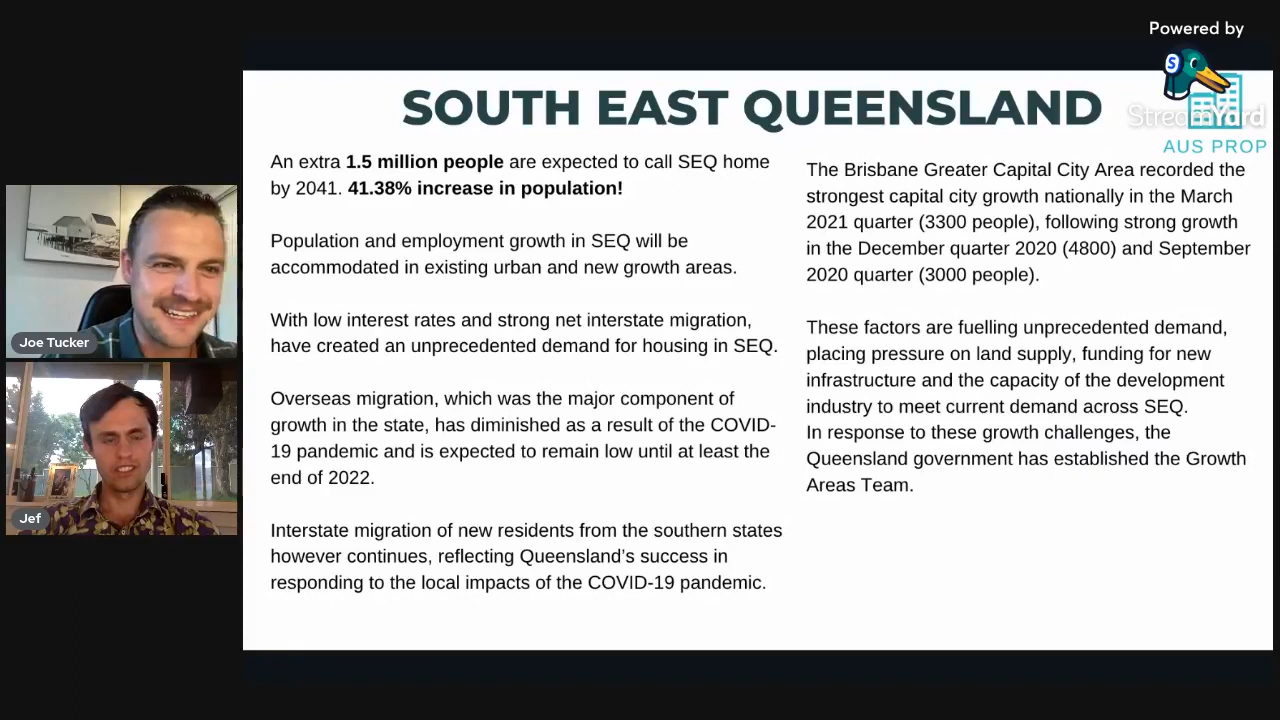 Powered by
StreamYard
S
AUS PROP
SOUTH EAST QUEENSLAND
An extra 1.5 million people are expected to call SEQ home
by 2041. 41.38% increase in population!
Population and employment growth in SEQ will be
accommodated in existing urban and new growth areas.
With low interest rates and strong net interstate migration,
have created an unprecedented demand for housing in SEQ.
Overseas migration, which was the major component of
growth in the state, has diminished as a result of the COVID-
19 pandemic and is expected to remain low until at least the
end of 2022.
Interstate migration of new residents from the southern states
however continues, reflecting Queensland’s success in
responding to the local impacts of the COVID-19 pandemic.
The Brisbane Greater Capital City Area recorded the
strongest capital city growth nationally in the March
2021 quarter (3300 people), following strong growth
in the December quarter 2020 (4800) and September
2020 quarter (3000 people).
These factors are fuelling unprecedented demand,
placing pressure on land supply, funding for new
infrastructure and the capacity of the development
industry to meet current demand across SEQ.
In response to these growth challenges, the
Queensland government has established the Growth
Areas Team.
Joe Tucker
Jef